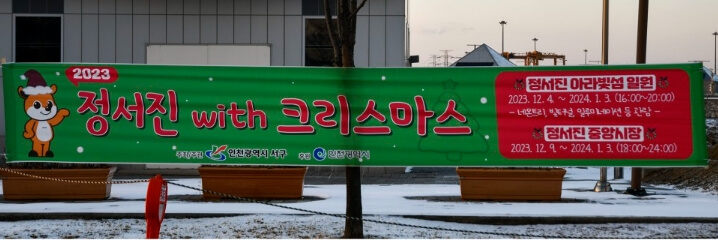 2023
정서진 with 크리스마스
주최/주관 인천광역시 서구 후원 인천광역시
정서진 아라빛섬 일원
2023. 12. 4. ~ 2024. 1. 3. (16:00~20:00)
정서진 중앙시장
2023. 12. 9. ~ 2024. 1. 3. (18:00~24:00)